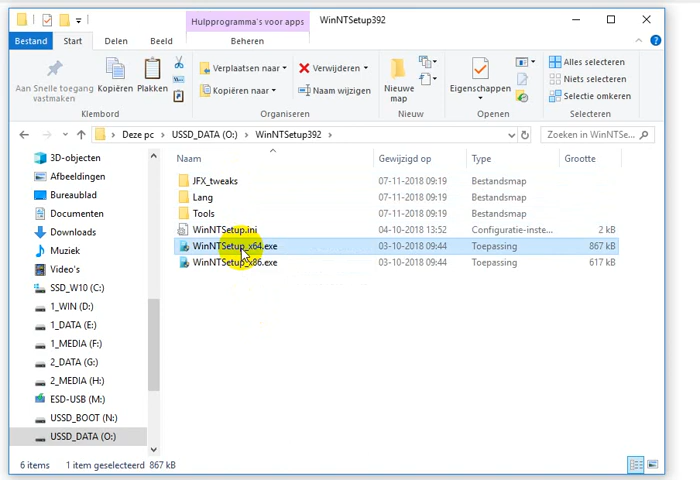 Hulpprogramma's voor apps
WinNTSetup392
Bestand
Start
Delen
Beeld
Beheren
Aan Snelle toegang vastmaken
Kopiëren
Plakken
Klembord
Verplaatsen naar
Kopiëren naar
Verwijderen
Naam wijzigen
Organiseren
Nieuwe map
Nieuw
Eigenschappen
Openen
Alles selecteren
Niets selecteren
Selectie omkeren
Selecteren
Deze pc > USSD_DATA (O:) > WinNTSetup392 >
Zoeken in WinNTSe...
3D-objecten
Afbeeldingen
Bureaublad
Documenten
Downloads
Muziek
Video's
SSD_W10 (C:)
1_WIN (D:)
1_DATA (E:)
1_MEDIA (F:)
2_DATA (G:)
2_MEDIA (H:)
ESD-USB (M:)
USSD_BOOT (N:)
USSD_DATA (O:)
Naam Gewijzigd op Type Grootte
JFX_tweaks 07-11-2018 09:19 Bestandsmap
Lang 07-11-2018 09:19 Bestandsmap
Tools 07-11-2018 09:19 Bestandsmap
WinNTSetup.ini 04-10-2018 13:52 Configuratie-inste... 2 kB
WinNTSetup_x64.exe 03-10-2018 09:44 Toepassing 867 kB
WinNTSetup_x86.exe 03-10-2018 09:44 Toepassing 617 kB
6 items 1 item geselecteerd 867 kB